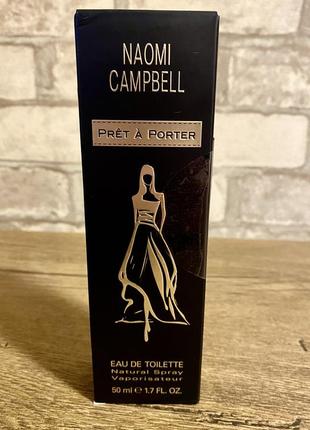 NAOMI
CAMPBELL
PRÊT À PORTER
EAU DE TOILETTE
Natural Spray
Vaporisateur
50 ml ℮ 1.7 FL. OZ.